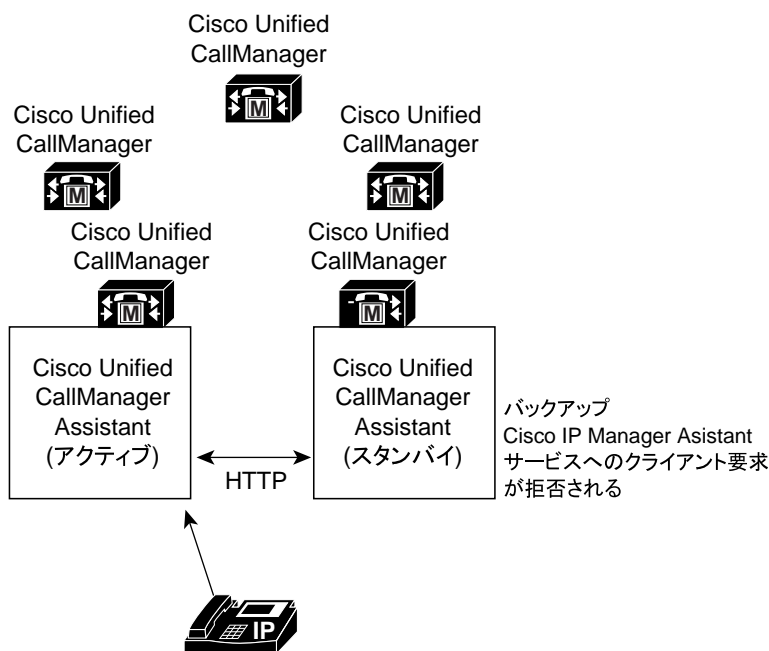 Cisco Unified
CallManager
M
Cisco Unified
CallManager
M
Cisco Unified
CallManager
M
Cisco Unified
CallManager
M
Cisco Unified
CallManager
M
Cisco Unified
CallManager
Assistant
(アクティブ)
HTTP
Cisco Unified
CallManager
Assistant
(スタンバイ)
バックアップ
Cisco IP Manager Asistant
サービスへのクライアント要求
が拒否される
IP